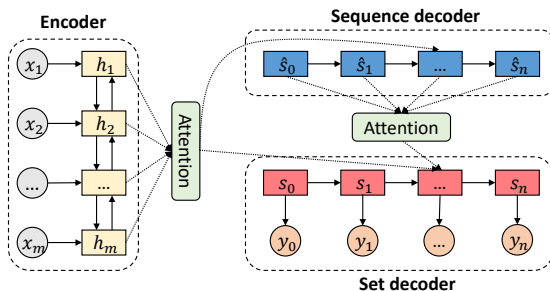 Encoder
x₁ h₁
x₂ h₂
... ...
xₘ hₘ
Attention
Sequence decoder
ŝ₀ ŝ₁ ... ŝₙ
Attention
s₀ s₁ ... sₙ
y₀ y₁ ... yₙ
Set decoder